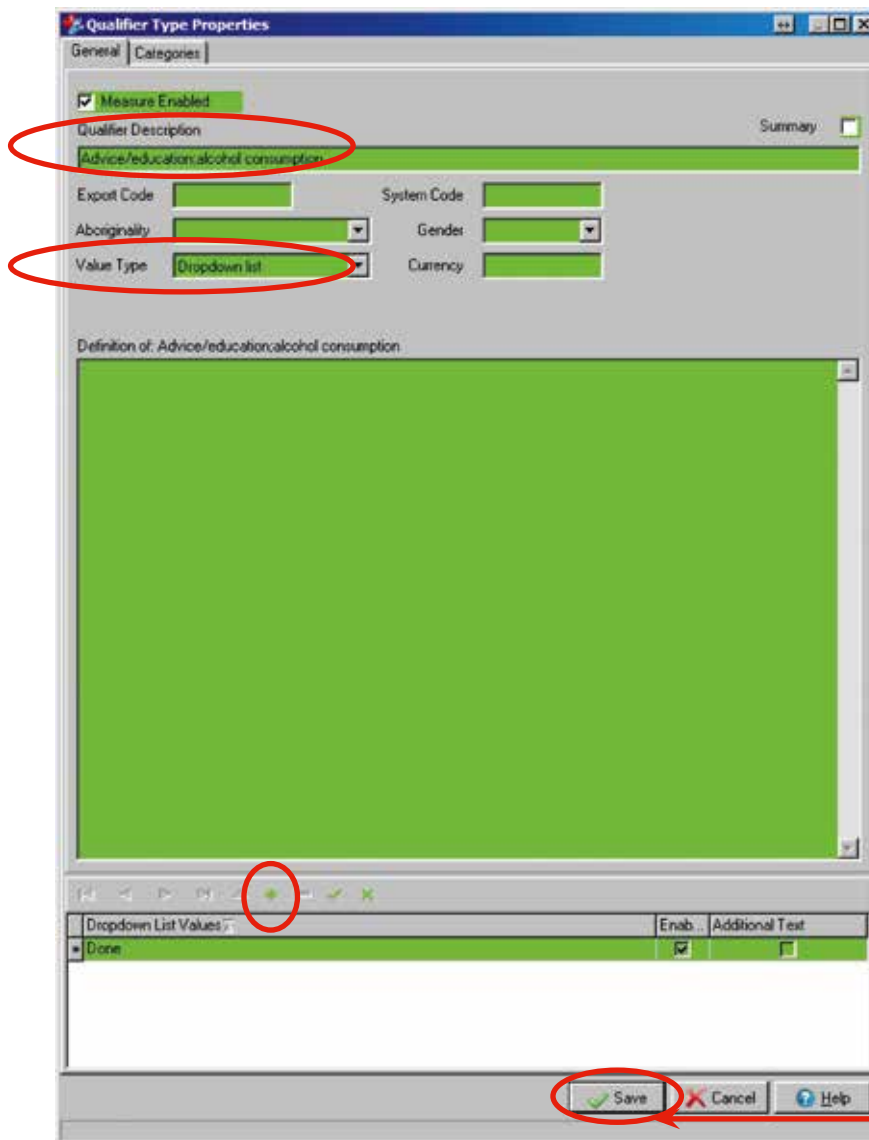 Qualifier Type Properties
General Categories
Measure Enabled
Qualifier Description Summary
Advice/education;alcohol consumption
Export Code System Code
Aboriginality Gender
Value Type Dropdown list Currency
Definition of: Advice/education;alcohol consumption
Dropdown List Values Enab... Additional Text
Done
Save Cancel Help